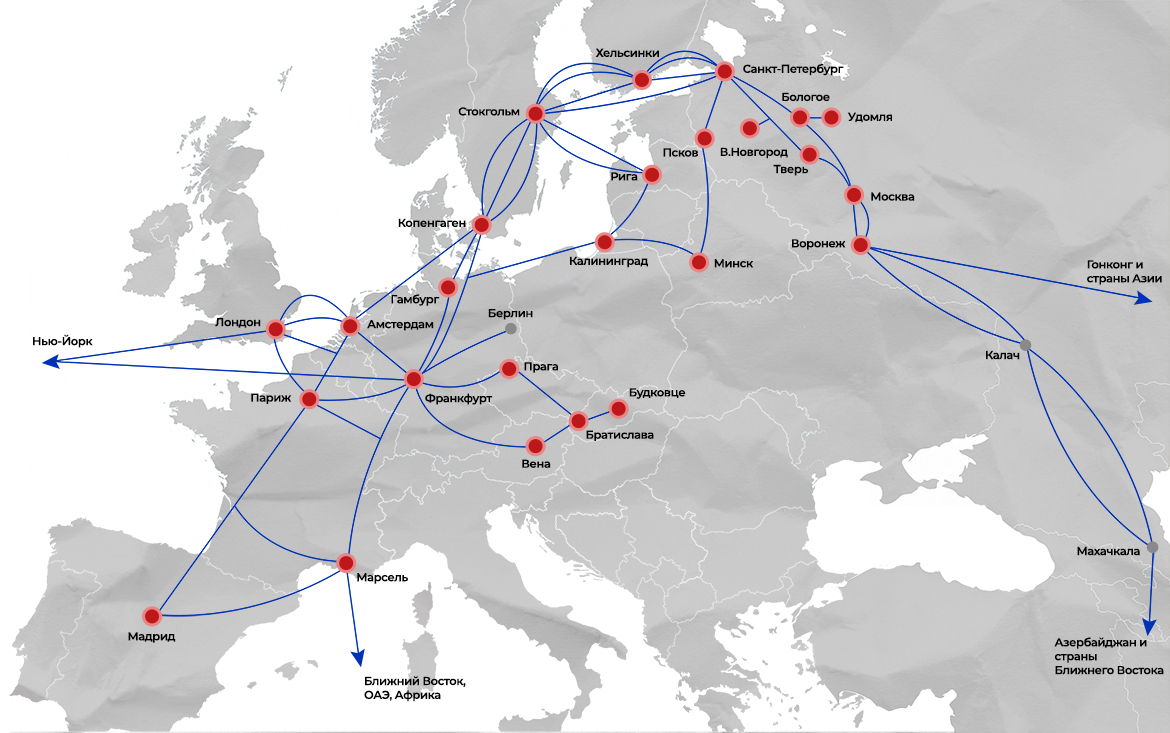 Хельсинки
Санкт-Петербург
Бологое
Стокгольм
Удомля
Псков
В.Новгород
Тверь
Рига
Москва
Копенгаген
Воронеж
Калининград
Минск
Гонконг и
страны Азии
Гамбург
Берлин
Лондон
Амстердам
Нью-Йорк
Калач
Прага
Париж
Франкфурт
Будковце
Братислава
Вена
Махачкала
Марсель
Мадрид
Азербайджан и
страны
Ближнего Востока
Ближний Восток,
ОАЭ, Африка